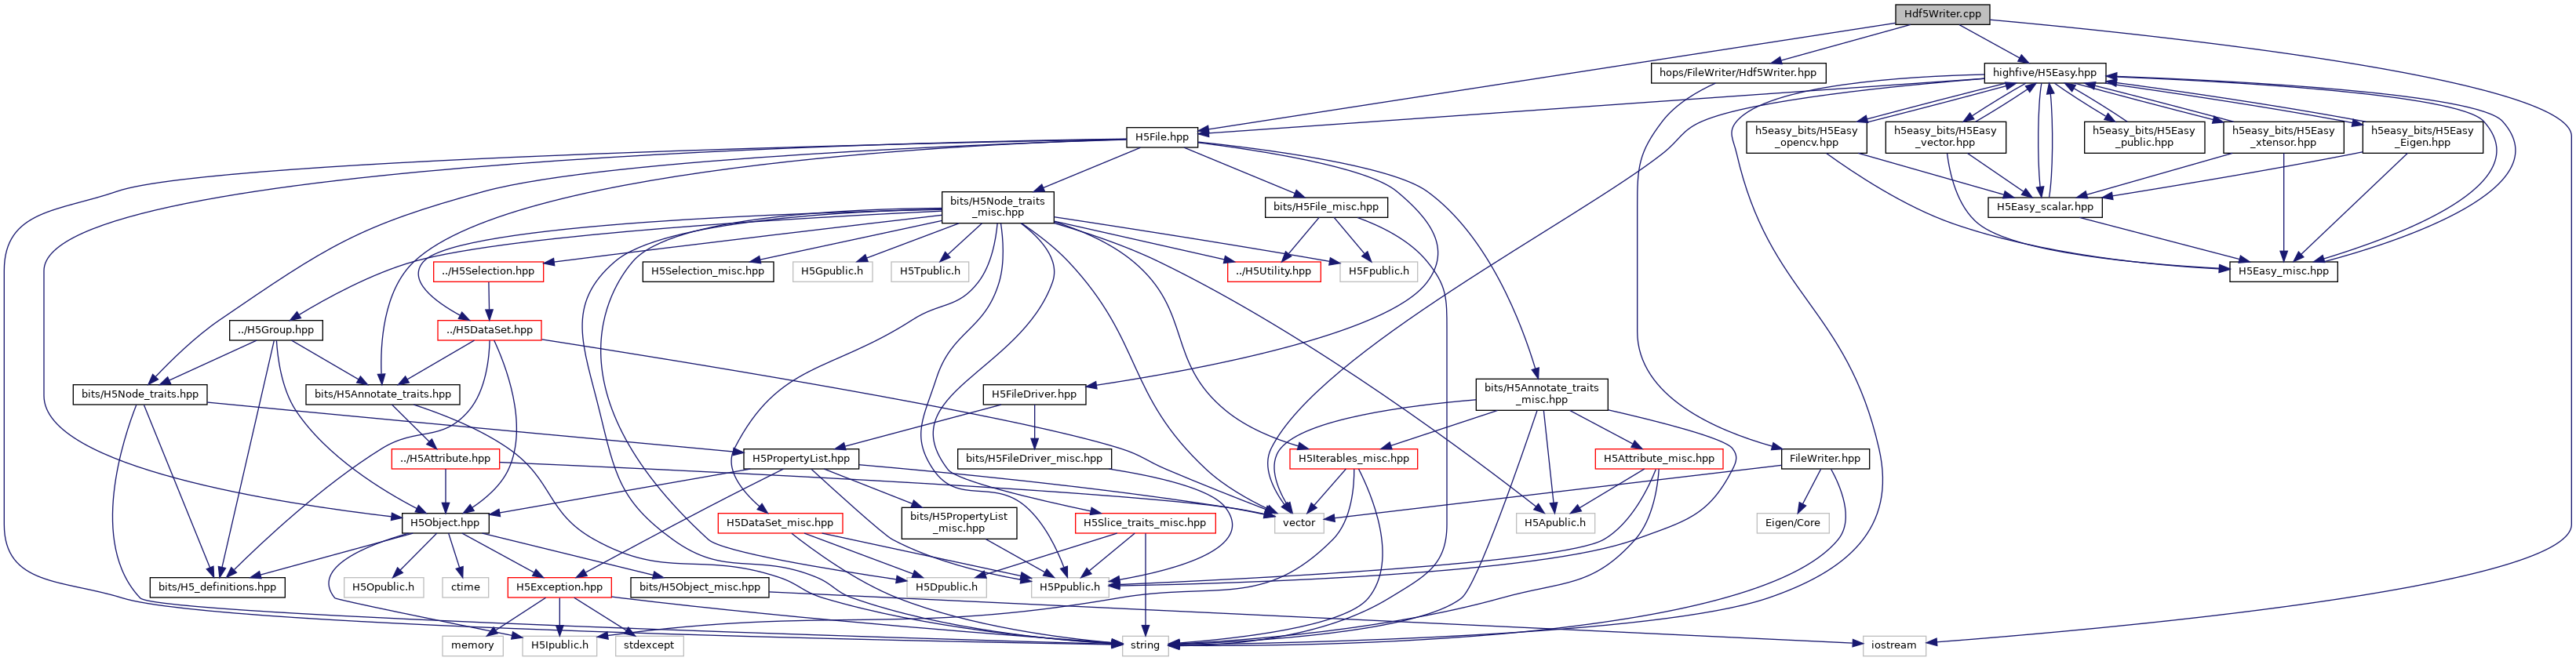 Hdf5Writer.cpp
hops/FileWriter/Hdf5Writer.hpp
highfive/H5Easy.hpp
H5File.hpp
h5easy_bits/H5Easy
_opencv.hpp
h5easy_bits/H5Easy
_vector.hpp
h5easy_bits/H5Easy
_public.hpp
h5easy_bits/H5Easy
_xtensor.hpp
h5easy_bits/H5Easy
_Eigen.hpp
bits/H5Node_traits
_misc.hpp
bits/H5File_misc.hpp
H5Easy_scalar.hpp
../H5Selection.hpp
H5Selection_misc.hpp
H5Gpublic.h
H5Tpublic.h
../H5Utility.hpp
H5Fpublic.h
H5Easy_misc.hpp
../H5Group.hpp
../H5DataSet.hpp
bits/H5Node_traits.hpp
bits/H5Annotate_traits.hpp
H5FileDriver.hpp
bits/H5Annotate_traits
_misc.hpp
../H5Attribute.hpp
H5PropertyList.hpp
bits/H5FileDriver_misc.hpp
H5Iterables_misc.hpp
H5Attribute_misc.hpp
FileWriter.hpp
H5Object.hpp
H5DataSet_misc.hpp
bits/H5PropertyList
_misc.hpp
H5Slice_traits_misc.hpp
vector
H5Apublic.h
Eigen/Core
bits/H5_definitions.hpp
H5Opublic.h
ctime
H5Exception.hpp
bits/H5Object_misc.hpp
H5Dpublic.h
H5Ppublic.h
memory
H5Ipublic.h
stdexcept
string
iostream